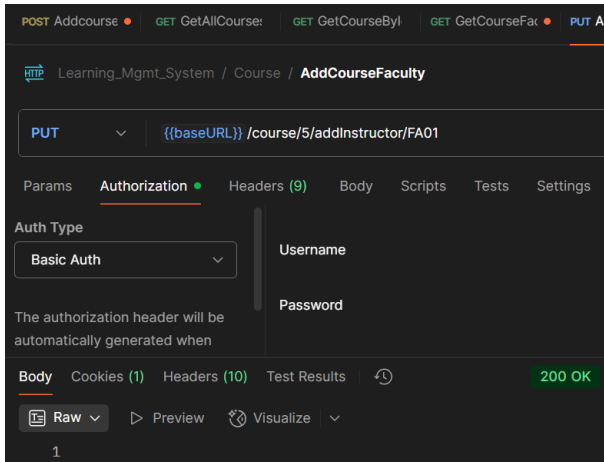 POST Addcourse GET GetAllCourses GET GetCourseByI GET GetCourseFac PUT A
HTTP Learning_Mgmt_System / Course / AddCourseFaculty
PUT {{baseURL}} /course/5/addInstructor/FA01
Params Authorization Headers (9) Body Scripts Tests Settings
Auth Type
Basic Auth
Username
Password
The authorization header will be
automatically generated when
Body Cookies (1) Headers (10) Test Results 200 OK
Raw Preview Visualize
1